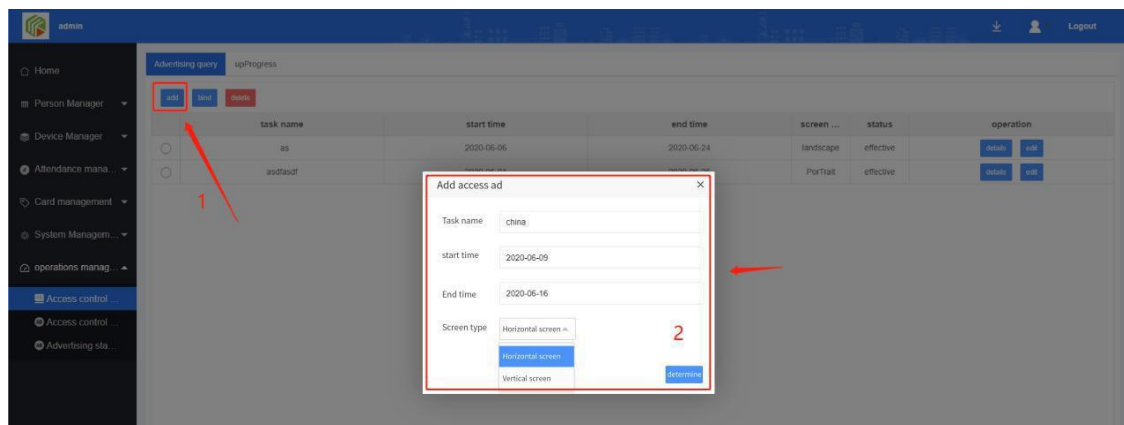 admin
Logout
Home
Person Manager
Device Manager
Attendance mana...
Card management
System Managem...
operations manag...
Access control ...
Access control ...
Advertising sta...
Advertising query upProgress
add bind delete
task name start time end time screen ... status operation
as 2020-06-06 2020-06-24 landscape effective details edit
asdfasdf PorTrait effective details edit
1
Add access ad ×
Task name china
start time 2020-06-09
End time 2020-06-16
Screen type Horizontal screen
Horizontal screen
Vertical screen
2
determine